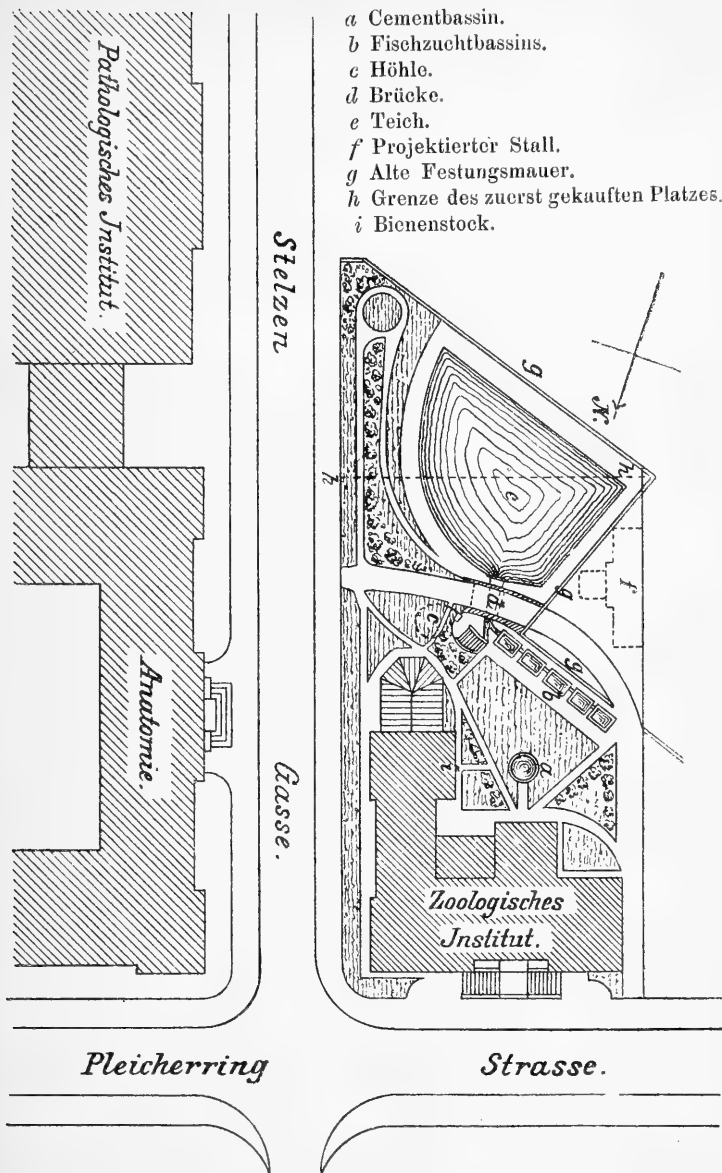 a Cementbassin.
b Fischzuchtbassins.
c Höhle.
d Brücke.
e Teich.
f Projektierter Stall.
g Alte Festungsmauer.
h Grenze des zuerst gekauften Platzes.
i Bienenstock.
Pathologisches Jnstitut.
Stelzen
Gasse.
Anatomie.
g
N.
h
h
e
f
g
d
c
g
b
i
a
Zoologisches
Jnstitut.
Pleicherring
Strasse.